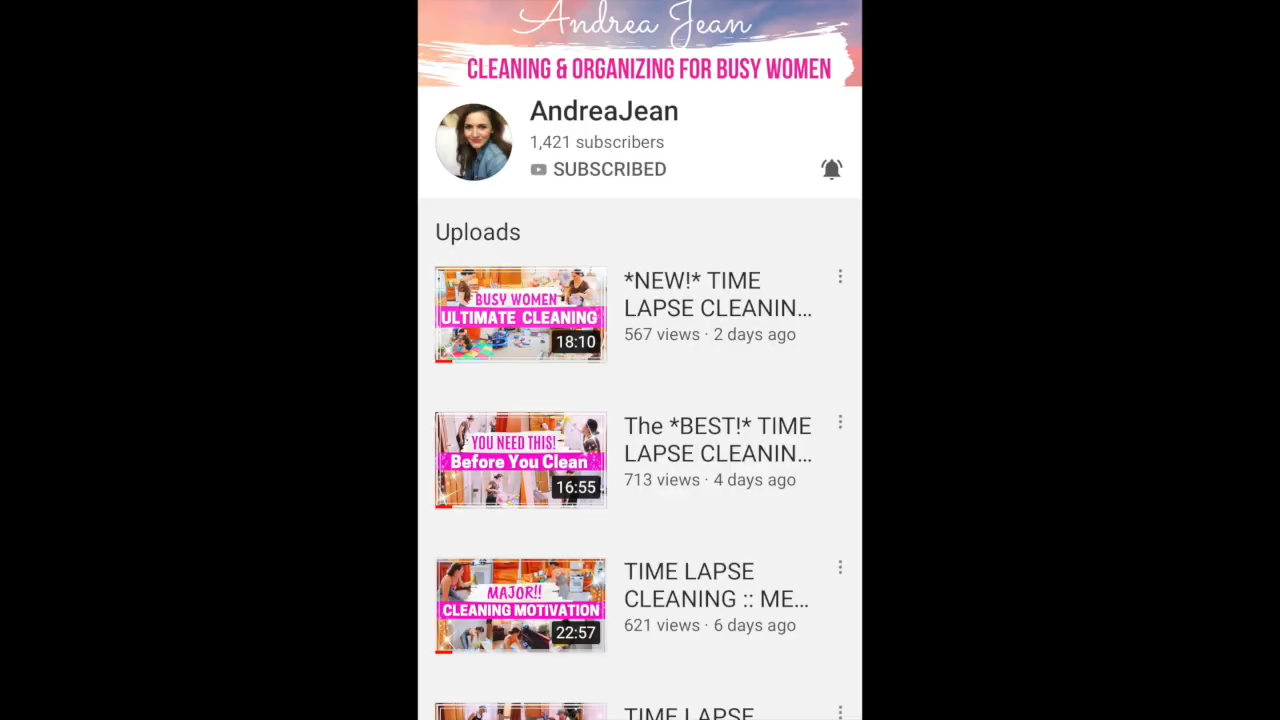 Andrea Jean
CLEANING & ORGANIZING FOR BUSY WOMEN
AndreaJean
1,421 subscribers
SUBSCRIBED
Uploads
BUSY WOMEN
ULTIMATE CLEANING
18:10
*NEW!* TIME
LAPSE CLEANIN...
567 views · 2 days ago
YOU NEED THIS!
Before You Clean
16:55
The *BEST!* TIME
LAPSE CLEANIN...
713 views · 4 days ago
MAJOR!!
CLEANING MOTIVATION
22:57
TIME LAPSE
CLEANING :: ME...
621 views · 6 days ago
TIME LAPSE